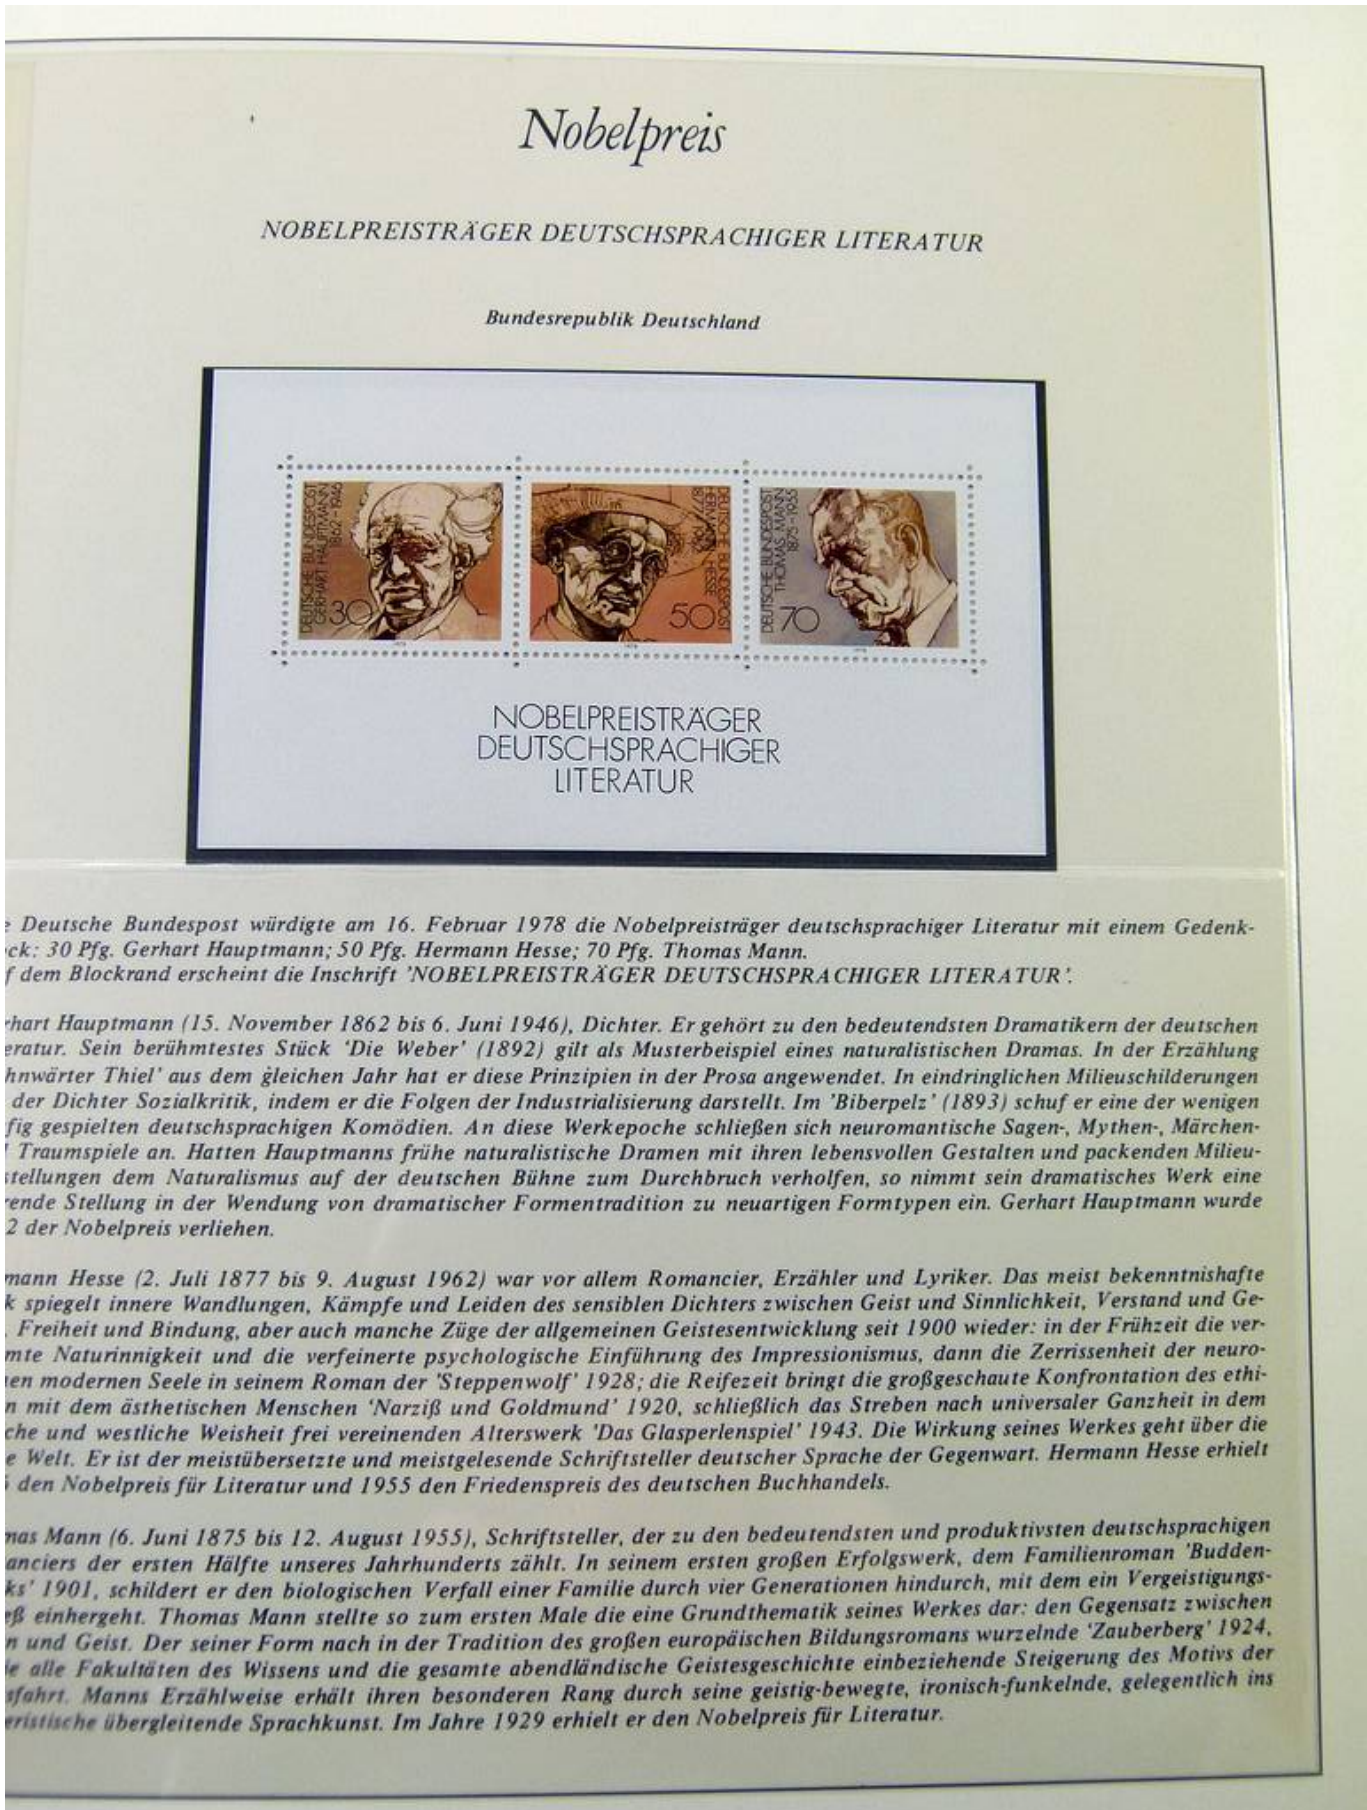 Nobelpreis
NOBELPREISTRÄGER DEUTSCHSPRACHIGER LITERATUR
Bundesrepublik Deutschland
DEUTSCHE BUNDESPOST
GERHART HAUPTMANN
1862-1946
30
1978
DEUTSCHE BUNDESPOST
HERMANN HESSE
1877-1962
50
1978
DEUTSCHE BUNDESPOST
THOMAS MANN
1875-1955
70
1978
NOBELPREISTRÄGER
DEUTSCHSPRACHIGER
LITERATUR
e Deutsche Bundespost würdigte am 16. Februar 1978 die Nobelpreisträger deutschsprachiger Literatur mit einem Gedenk-
ck: 30 Pfg. Gerhart Hauptmann; 50 Pfg. Hermann Hesse; 70 Pfg. Thomas Mann.
f dem Blockrand erscheint die Inschrift 'NOBELPREISTRÄGER DEUTSCHSPRACHIGER LITERATUR'.
rhart Hauptmann (15. November 1862 bis 6. Juni 1946), Dichter. Er gehört zu den bedeutendsten Dramatikern der deutschen
eratur. Sein berühmtestes Stück 'Die Weber' (1892) gilt als Musterbeispiel eines naturalistischen Dramas. In der Erzählung
hnwärter Thiel' aus dem gleichen Jahr hat er diese Prinzipien in der Prosa angewendet. In eindringlichen Milieuschilderungen
der Dichter Sozialkritik, indem er die Folgen der Industrialisierung darstellt. Im 'Biberpelz' (1893) schuf er eine der wenigen
fig gespielten deutschsprachigen Komödien. An diese Werkepoche schließen sich neuromantische Sagen-, Mythen-, Märchen-
Traumspiele an. Hatten Hauptmanns frühe naturalistische Dramen mit ihren lebensvollen Gestalten und packenden Milieu-
stellungen dem Naturalismus auf der deutschen Bühne zum Durchbruch verholfen, so nimmt sein dramatisches Werk eine
rende Stellung in der Wendung von dramatischer Formentradition zu neuartigen Formtypen ein. Gerhart Hauptmann wurde
2 der Nobelpreis verliehen.
mann Hesse (2. Juli 1877 bis 9. August 1962) war vor allem Romancier, Erzähler und Lyriker. Das meist bekenntnishafte
k spiegelt innere Wandlungen, Kämpfe und Leiden des sensiblen Dichters zwischen Geist und Sinnlichkeit, Verstand und Ge-
. Freiheit und Bindung, aber auch manche Züge der allgemeinen Geistesentwicklung seit 1900 wieder: in der Frühzeit die ver-
mte Naturinnigkeit und die verfeinerte psychologische Einführung des Impressionismus, dann die Zerrissenheit der neuro-
en modernen Seele in seinem Roman der 'Steppenwolf' 1928; die Reifezeit bringt die großgeschaute Konfrontation des ethi-
n mit dem ästhetischen Menschen 'Narziß und Goldmund' 1920, schließlich das Streben nach universaler Ganzheit in dem
che und westliche Weisheit frei vereinenden Alterswerk 'Das Glasperlenspiel' 1943. Die Wirkung seines Werkes geht über die
e Welt. Er ist der meistübersetzte und meistgelesende Schriftsteller deutscher Sprache der Gegenwart. Hermann Hesse erhielt
den Nobelpreis für Literatur und 1955 den Friedenspreis des deutschen Buchhandels.
mas Mann (6. Juni 1875 bis 12. August 1955), Schriftsteller, der zu den bedeutendsten und produktivsten deutschsprachigen
anciers der ersten Hälfte unseres Jahrhunderts zählt. In seinem ersten großen Erfolgswerk, dem Familienroman 'Budden-
ks' 1901, schildert er den biologischen Verfall einer Familie durch vier Generationen hindurch, mit dem ein Vergeistigungs-
eß einhergeht. Thomas Mann stellte so zum ersten Male die eine Grundthematik seines Werkes dar: den Gegensatz zwischen
n und Geist. Der seiner Form nach in der Tradition des großen europäischen Bildungsromans wurzelnde 'Zauberberg' 1924,
ie alle Fakultäten des Wissens und die gesamte abendländische Geistesgeschichte einbeziehende Steigerung des Motivs der
sfahrt. Manns Erzählweise erhält ihren besonderen Rang durch seine geistig-bewegte, ironisch-funkelnde, gelegentlich ins
eristische übergleitende Sprachkunst. Im Jahre 1929 erhielt er den Nobelpreis für Literatur.